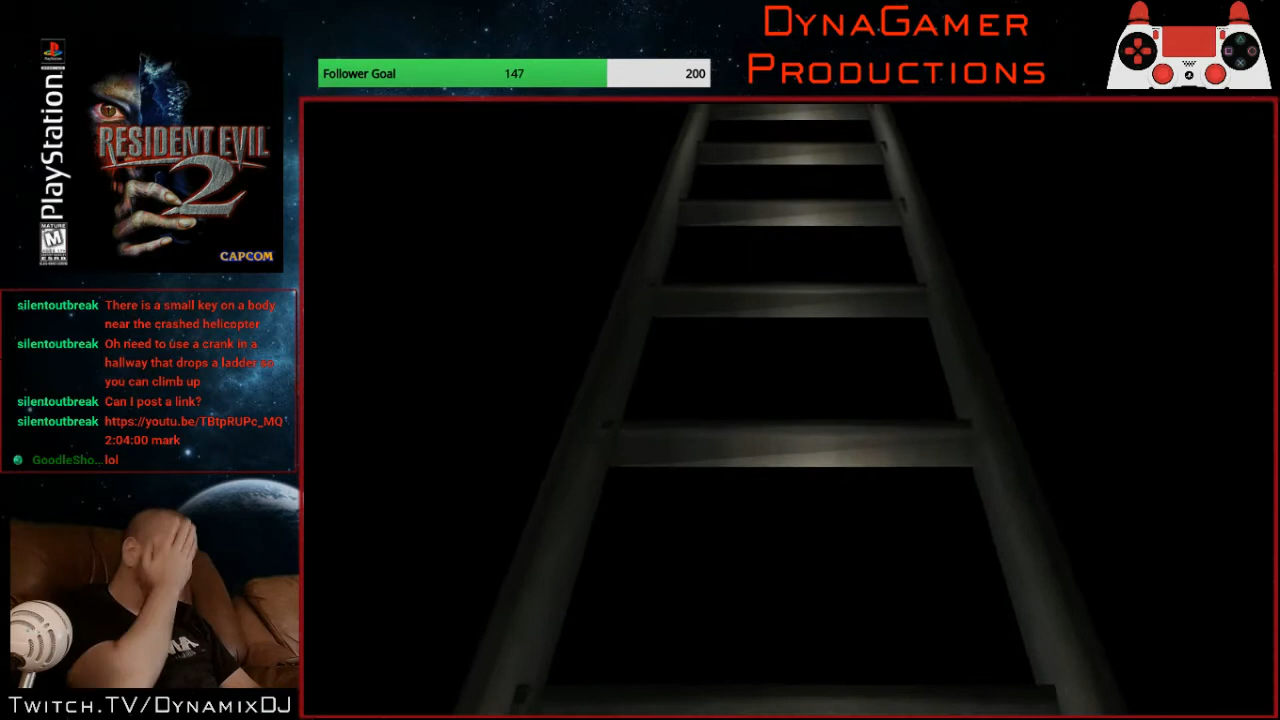 DynaGamer
Productions
Follower Goal 147 200
PlayStation
RESIDENT EVIL
2
MATURE
M
ESRB
CAPCOM
silentoutbreak There is a small key on a body
near the crashed helicopter
silentoutbreak Oh need to use a crank in a
hallway that drops a ladder so
you can climb up
silentoutbreak Can I post a link?
silentoutbreak https://youtu.be/TBtpRUPc_MQ
2:04:00 mark
GoodleSho... lol
Twitch.TV/DynamixDJ